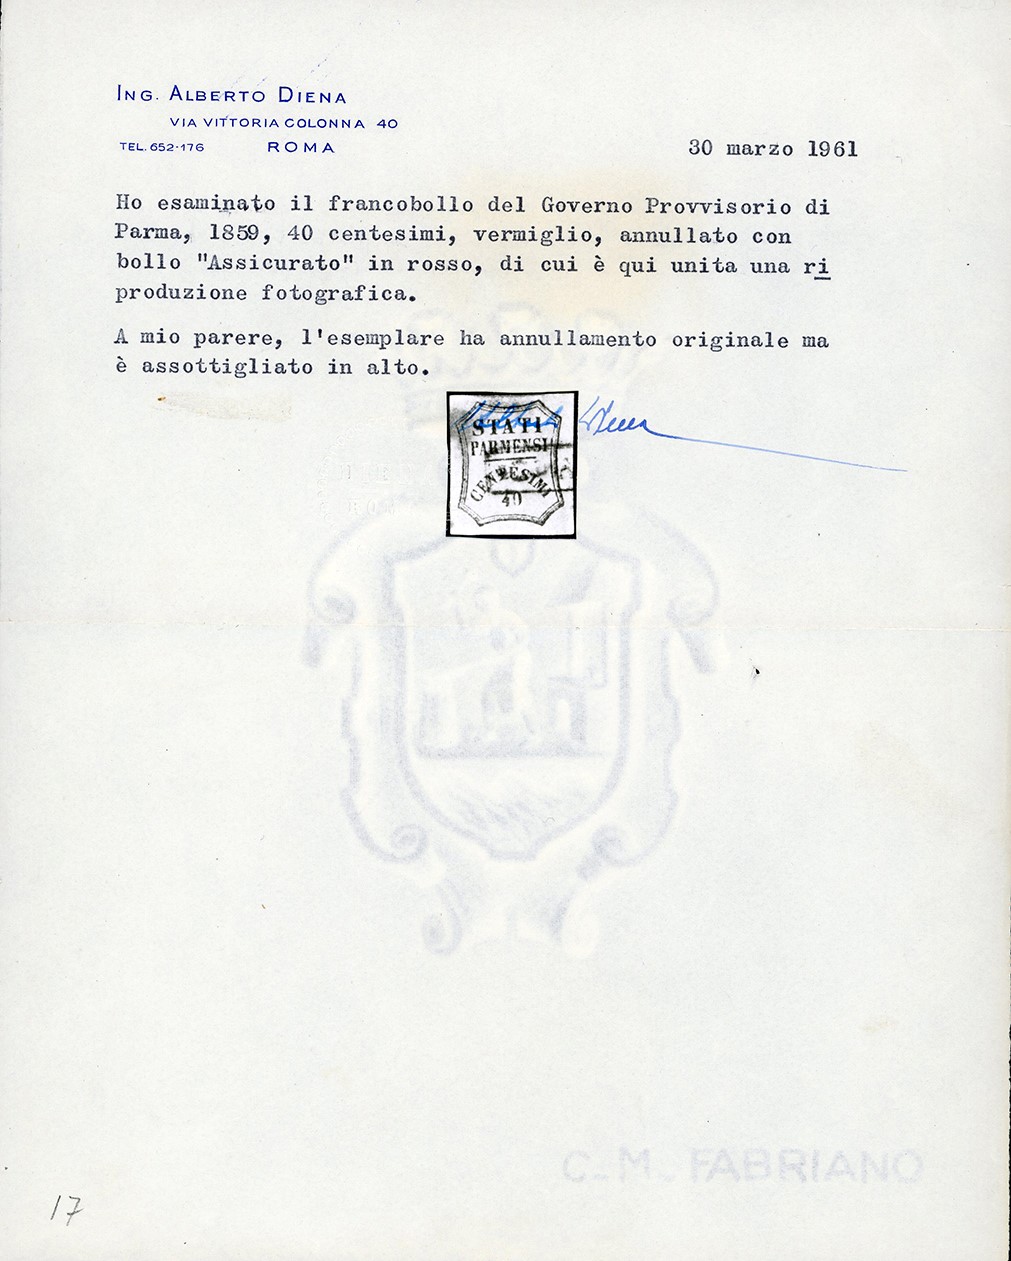 ING. ALBERTO DIENA
VIA VITTORIA COLONNA 40
TEL. 652-176 ROMA
30 marzo 1961
Ho esaminato il francobollo del Governo Provvisorio di
Parma, 1859, 40 centesimi, vermiglio, annullato con
bollo "Assicurato" in rosso, di cui è qui unita una ri
produzione fotografica.
A mio parere, l'esemplare ha annullamento originale ma
è assottigliato in alto.
Alberto Diena
STATI
PARMENSI
CENTESIMI
40
C.M. FABRIANO
17